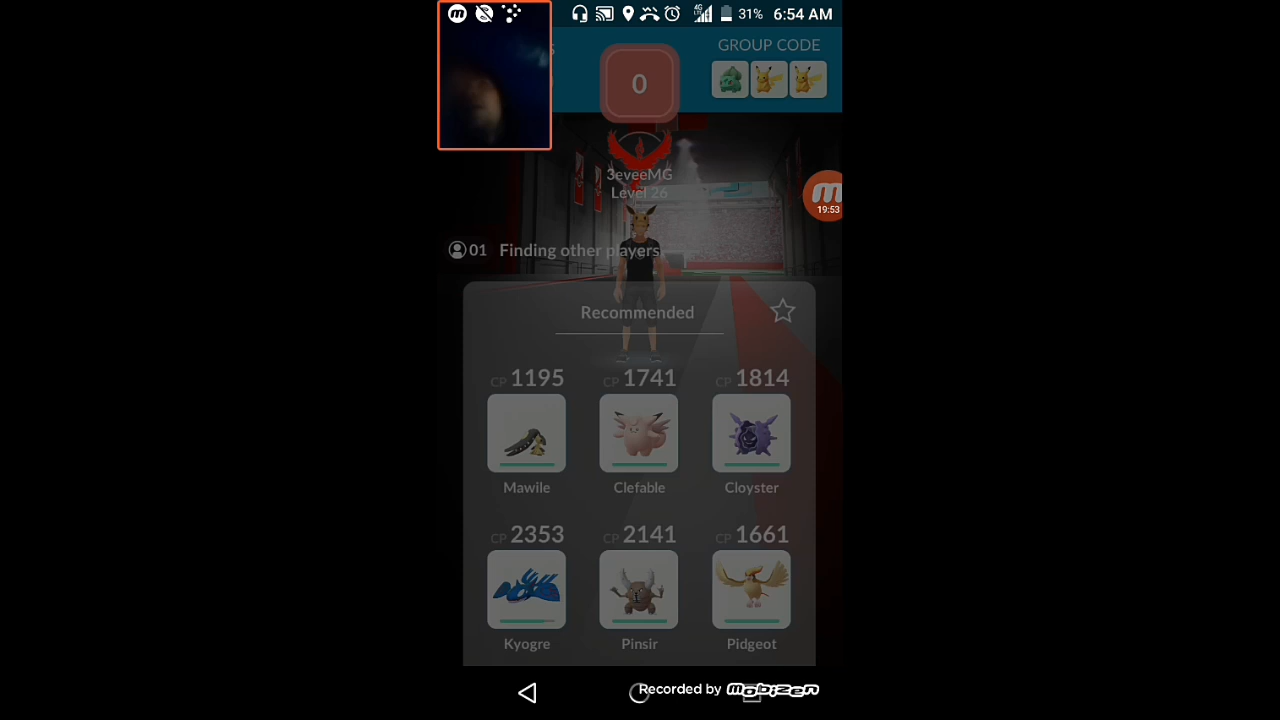 31% 6:54 AM
GROUP CODE
0
3eveeMG
Level 26
19:53
01 Finding other players
Recommended
CP 1195 CP 1741 CP 1814
Mawile Clefable Cloyster
CP 2353 CP 2141 CP 1661
Kyogre Pinsir Pidgeot
Recorded by mobizen